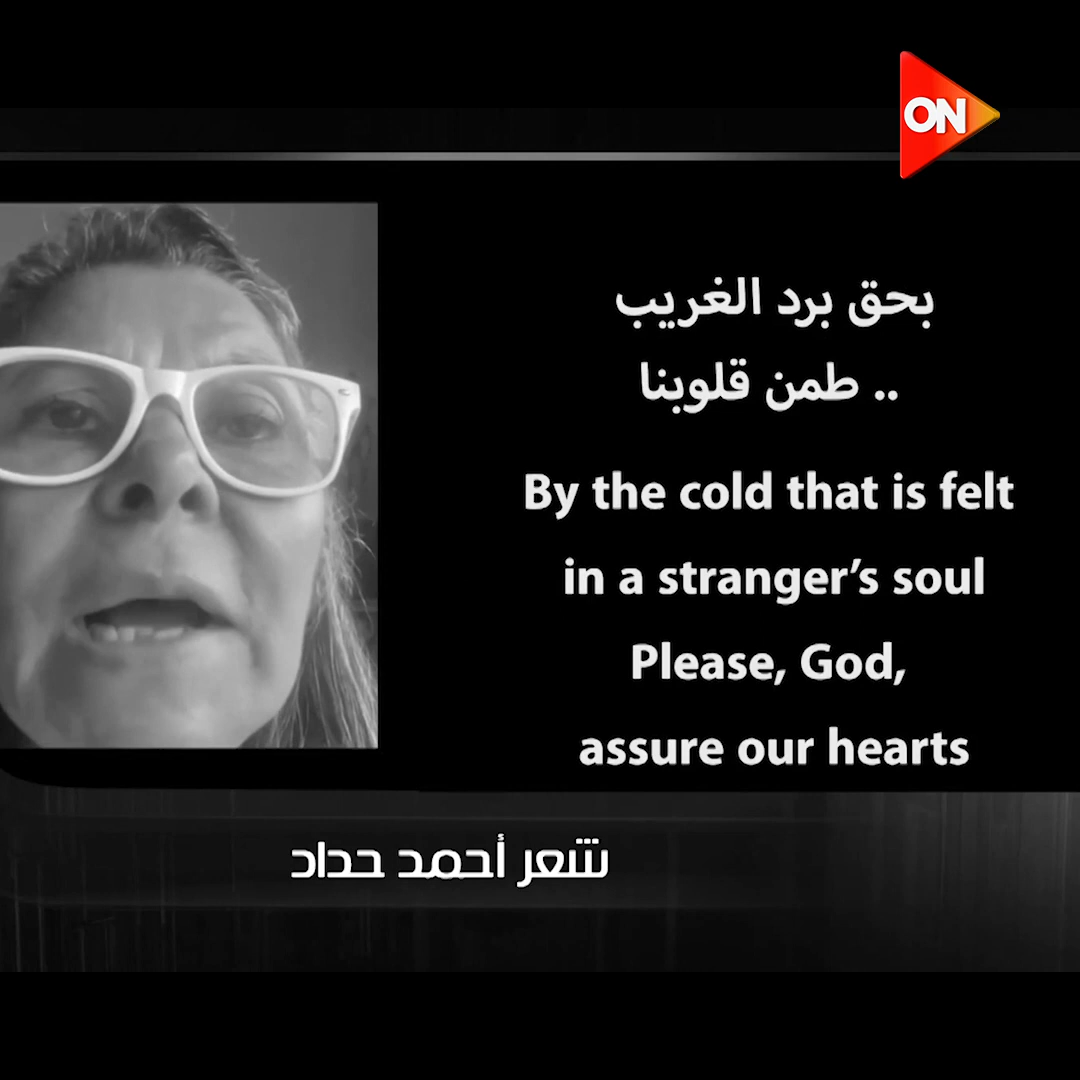 ON
بحق برد الغريب
.. طمن قلوبنا
By the cold that is felt
in a stranger’s soul
Please, God,
assure our hearts
شعر أحمد حداد